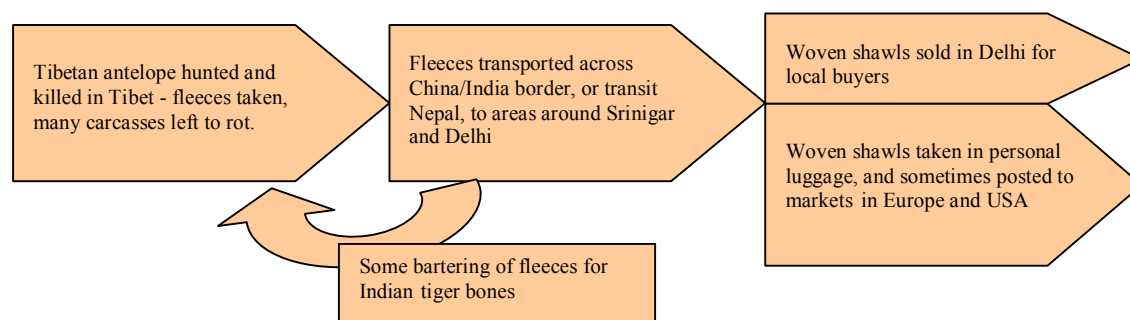 Tibetan antelope hunted and
killed in Tibet - fleeces taken,
many carcasses left to rot.
Fleeces transported across
China/India border, or transit
Nepal, to areas around Srinigar
and Delhi
Some bartering of fleeces for
Indian tiger bones
Woven shawls sold in Delhi for
local buyers
Woven shawls taken in personal
luggage, and sometimes posted to
markets in Europe and USA